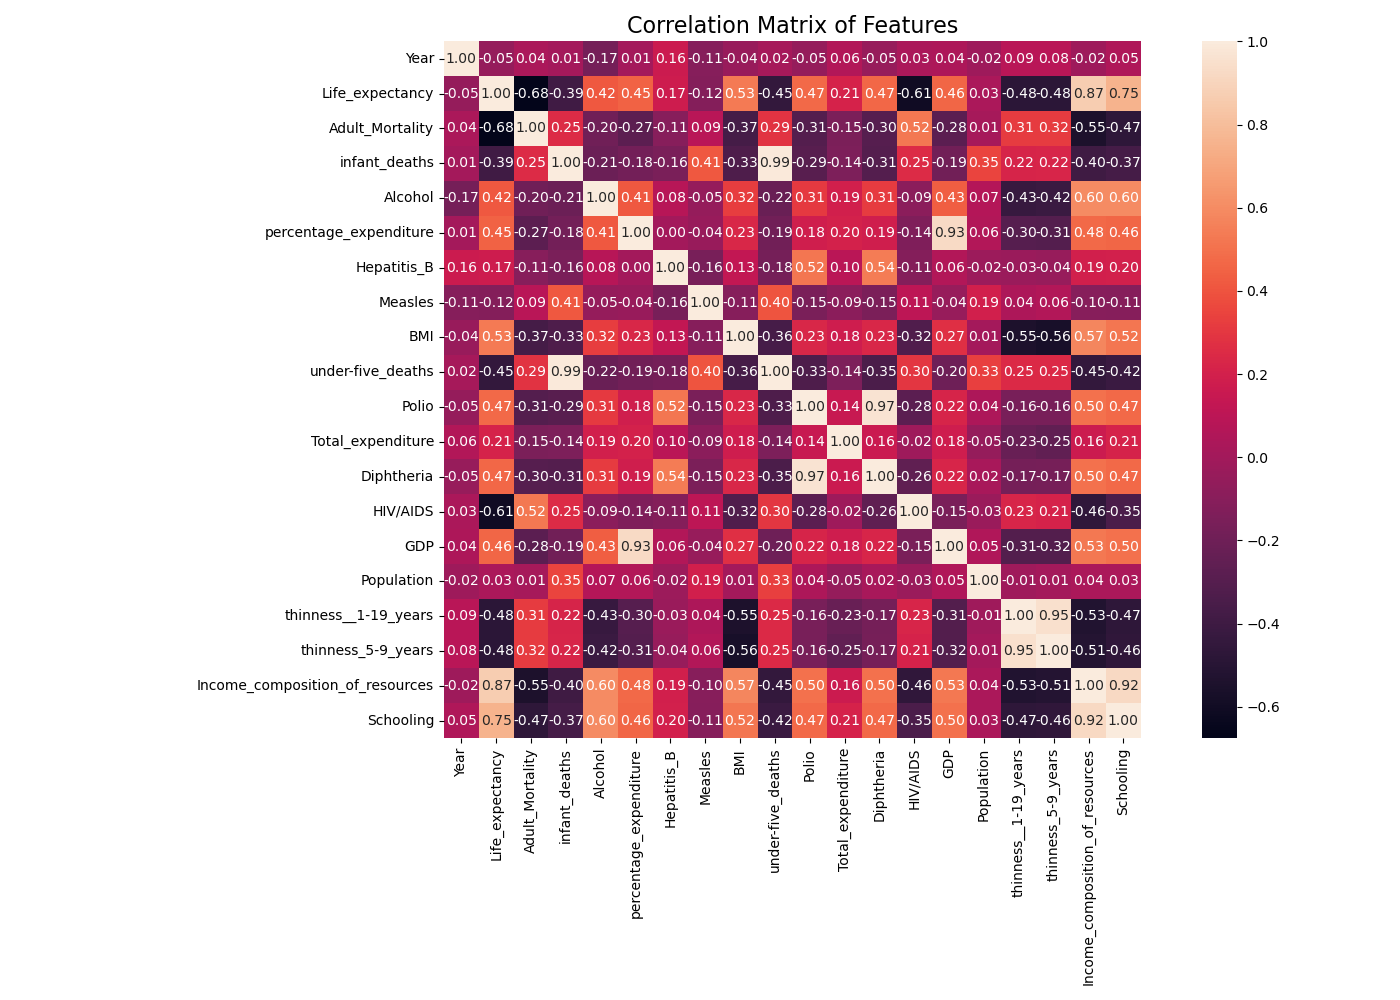 Correlation Matrix of Features
Year 1.00 -0.05 0.04 0.01 -0.17 0.01 0.16 -0.11 -0.04 0.02 -0.05 0.06 -0.05 0.03 0.04 -0.02 0.09 0.08 -0.02 0.05
Life_expectancy -0.05 1.00 -0.68 -0.39 0.42 0.45 0.17 -0.12 0.53 -0.45 0.47 0.21 0.47 -0.61 0.46 0.03 -0.48 -0.48 0.87 0.75
Adult_Mortality 0.04 -0.68 1.00 0.25 -0.20 -0.27 -0.11 0.09 -0.37 0.29 -0.31 -0.15 -0.30 0.52 -0.28 0.01 0.31 0.32 -0.55 -0.47
infant_deaths 0.01 -0.39 0.25 1.00 -0.21 -0.18 -0.16 0.41 -0.33 0.99 -0.29 -0.14 -0.31 0.25 -0.19 0.35 0.22 0.22 -0.40 -0.37
Alcohol -0.17 0.42 -0.20 -0.21 1.00 0.41 0.08 -0.05 0.32 -0.22 0.31 0.19 0.31 -0.09 0.43 0.07 -0.43 -0.42 0.60 0.60
percentage_expenditure 0.01 0.45 -0.27 -0.18 0.41 1.00 0.00 -0.04 0.23 -0.19 0.18 0.20 0.19 -0.14 0.93 0.06 -0.30 -0.31 0.48 0.46
Hepatitis_B 0.16 0.17 -0.11 -0.16 0.08 0.00 1.00 -0.16 0.13 -0.18 0.52 0.10 0.54 -0.11 0.06 -0.02 -0.03 -0.04 0.19 0.20
Measles -0.11 -0.12 0.09 0.41 -0.05 -0.04 -0.16 1.00 -0.11 0.40 -0.15 -0.09 -0.15 0.11 -0.04 0.19 0.04 0.06 -0.10 -0.11
BMI -0.04 0.53 -0.37 -0.33 0.32 0.23 0.13 -0.11 1.00 -0.36 0.23 0.18 0.23 -0.32 0.27 0.01 -0.55 -0.56 0.57 0.52
under-five_deaths 0.02 -0.45 0.29 0.99 -0.22 -0.19 -0.18 0.40 -0.36 1.00 -0.33 -0.14 -0.35 0.30 -0.20 0.33 0.25 0.25 -0.45 -0.42
Polio -0.05 0.47 -0.31 -0.29 0.31 0.18 0.52 -0.15 0.23 -0.33 1.00 0.14 0.97 -0.28 0.22 0.04 -0.16 -0.16 0.50 0.47
Total_expenditure 0.06 0.21 -0.15 -0.14 0.19 0.20 0.10 -0.09 0.18 -0.14 0.14 1.00 0.16 -0.02 0.18 -0.05 -0.23 -0.25 0.16 0.21
Diphtheria -0.05 0.47 -0.30 -0.31 0.31 0.19 0.54 -0.15 0.23 -0.35 0.97 0.16 1.00 -0.26 0.22 0.02 -0.17 -0.17 0.50 0.47
HIV/AIDS 0.03 -0.61 0.52 0.25 -0.09 -0.14 -0.11 0.11 -0.32 0.30 -0.28 -0.02 -0.26 1.00 -0.15 -0.03 0.23 0.21 -0.46 -0.35
GDP 0.04 0.46 -0.28 -0.19 0.43 0.93 0.06 -0.04 0.27 -0.20 0.22 0.18 0.22 -0.15 1.00 0.05 -0.31 -0.32 0.53 0.50
Population -0.02 0.03 0.01 0.35 0.07 0.06 -0.02 0.19 0.01 0.33 0.04 -0.05 0.02 -0.03 0.05 1.00 -0.01 0.01 0.04 0.03
thinness__1-19_years 0.09 -0.48 0.31 0.22 -0.43 -0.30 -0.03 0.04 -0.55 0.25 -0.16 -0.23 -0.17 0.23 -0.31 -0.01 1.00 0.95 -0.53 -0.47
thinness_5-9_years 0.08 -0.48 0.32 0.22 -0.42 -0.31 -0.04 0.06 -0.56 0.25 -0.16 -0.25 -0.17 0.21 -0.32 0.01 0.95 1.00 -0.51 -0.46
Income_composition_of_resources -0.02 0.87 -0.55 -0.40 0.60 0.48 0.19 -0.10 0.57 -0.45 0.50 0.16 0.50 -0.46 0.53 0.04 -0.53 -0.51 1.00 0.92
Schooling 0.05 0.75 -0.47 -0.37 0.60 0.46 0.20 -0.11 0.52 -0.42 0.47 0.21 0.47 -0.35 0.50 0.03 -0.47 -0.46 0.92 1.00
Year
Life_expectancy
Adult_Mortality
infant_deaths
Alcohol
percentage_expenditure
Hepatitis_B
Measles
BMI
under-five_deaths
Polio
Total_expenditure
Diphtheria
HIV/AIDS
GDP
Population
thinness__1-19_years
thinness_5-9_years
Income_composition_of_resources
Schooling
1.0
0.8
0.6
0.4
0.2
0.0
−0.2
−0.4
−0.6